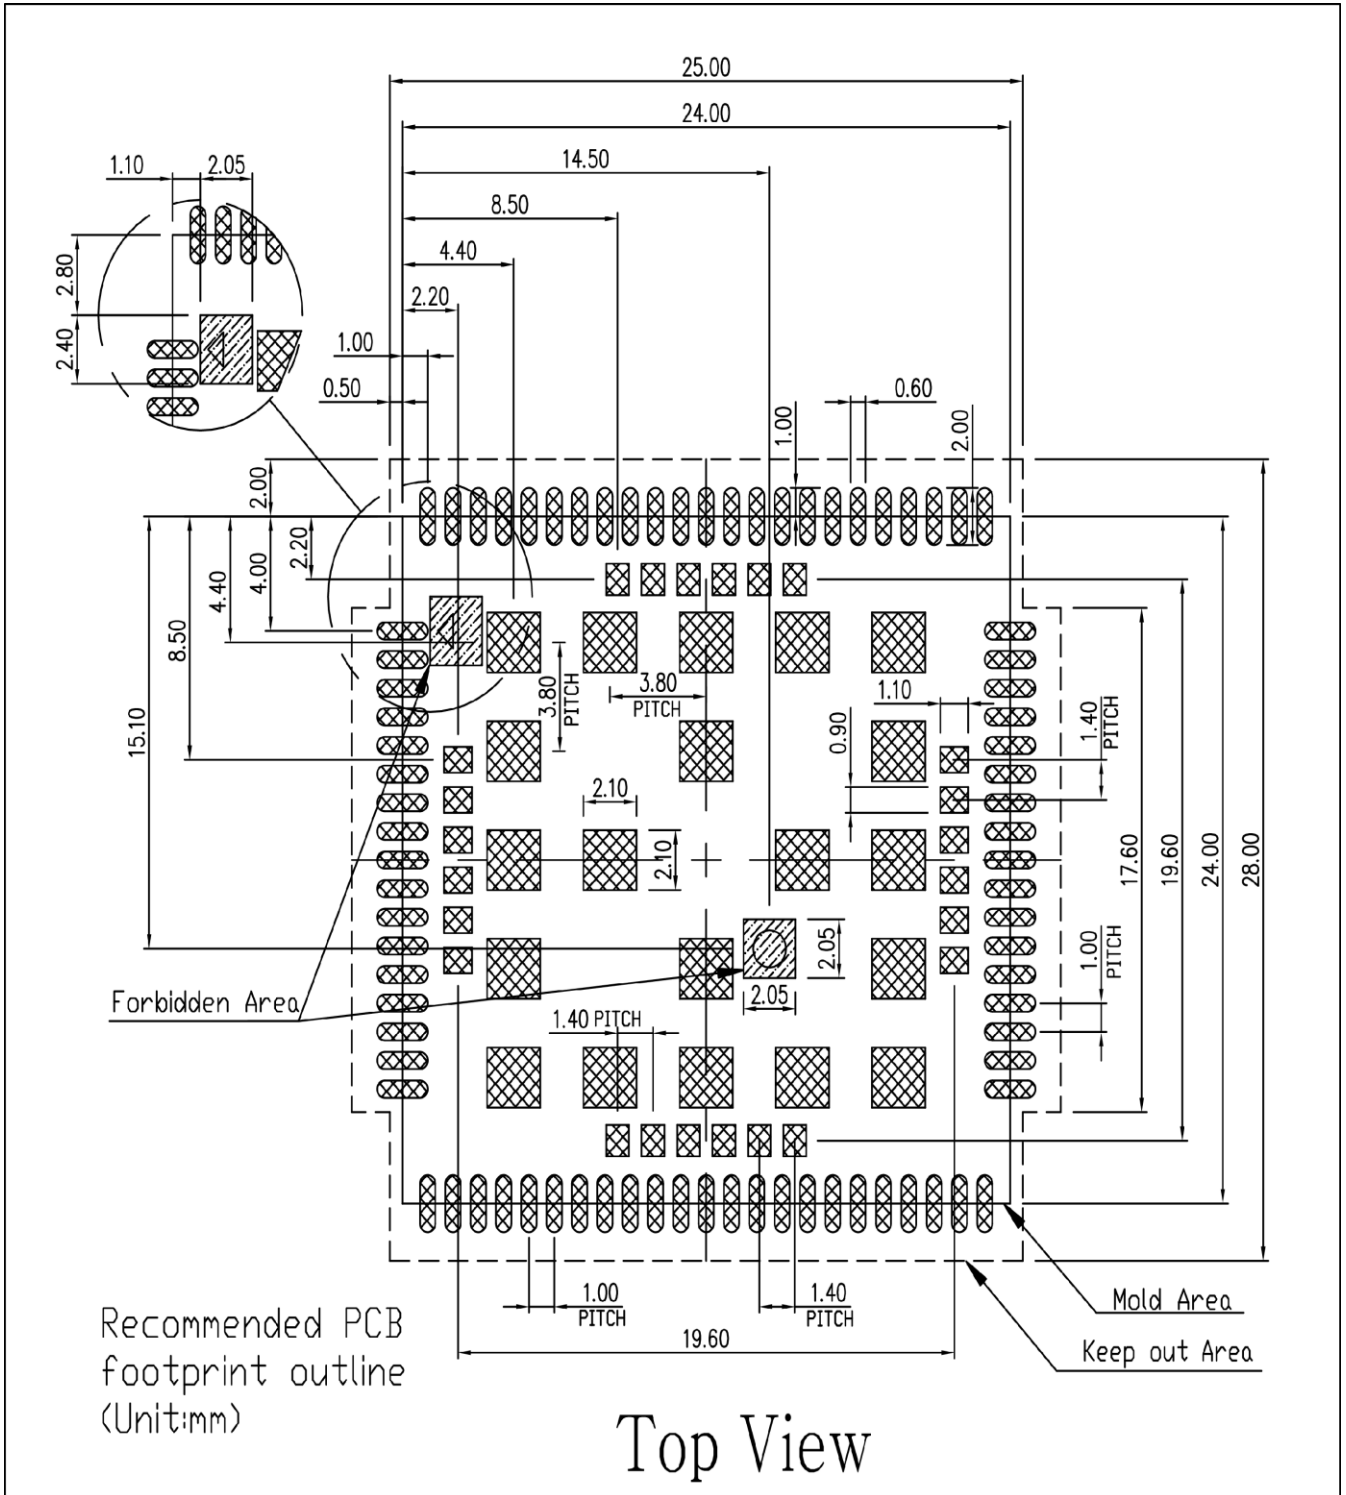 25.00
24.00
14.50
1.10
2.05
8.50
4.40
2.80
2.20
1.00
2.40
0.50
0.60
1.00
2.00
2.00
2.20
4.00
4.40
8.50
15.10
3.80
PITCH
3.80
PITCH
1.10
1.40
PITCH
0.90
2.10
2.10
17.60
19.60
24.00
28.00
2.05
2.05
1.00
PITCH
Forbidden Area
1.40 PITCH
1.00
PITCH
1.40
PITCH
19.60
Mold Area
Keep out Area
Recommended PCB
footprint outline
(Unit:mm)
Top View